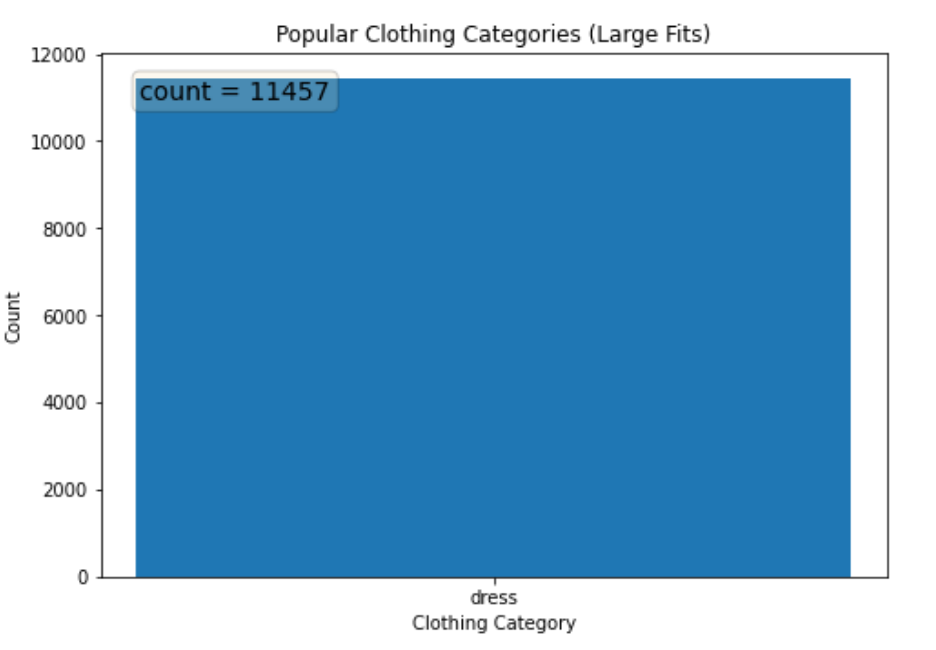 Popular Clothing Categories (Large Fits)
12000
count = 11457
10000
8000
6000
Count
4000
2000
0
dress
Clothing Category